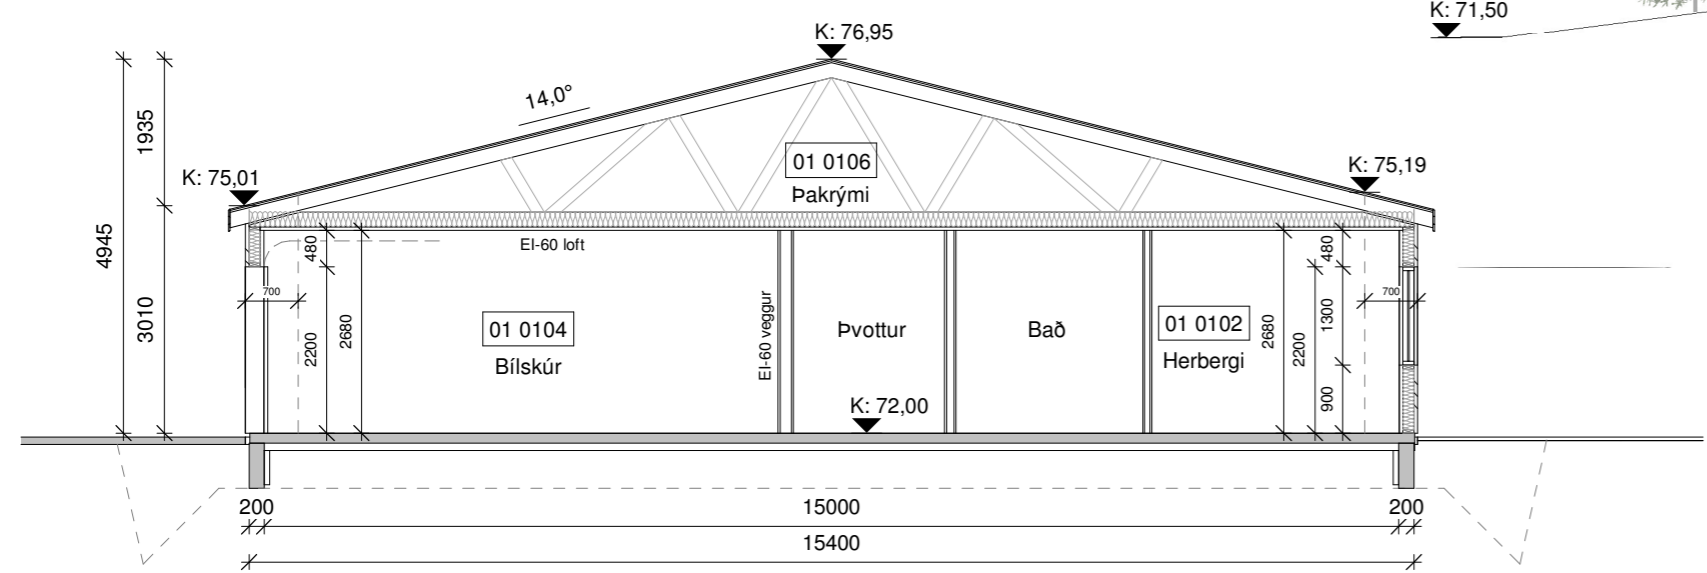 K: 71,50
K: 76,95
14,0°
1935
01 0106
K: 75,01
K: 75,19
Þakrými
480
EI-60 loft
480
4945
700
700
3010
2200
2680
01 0104
Bílskúr
EI-60 veggur
Þvottur
Bað
01 0102
Herbergi
2680
2200
1300
900
K: 72,00
200
15000
200
15400